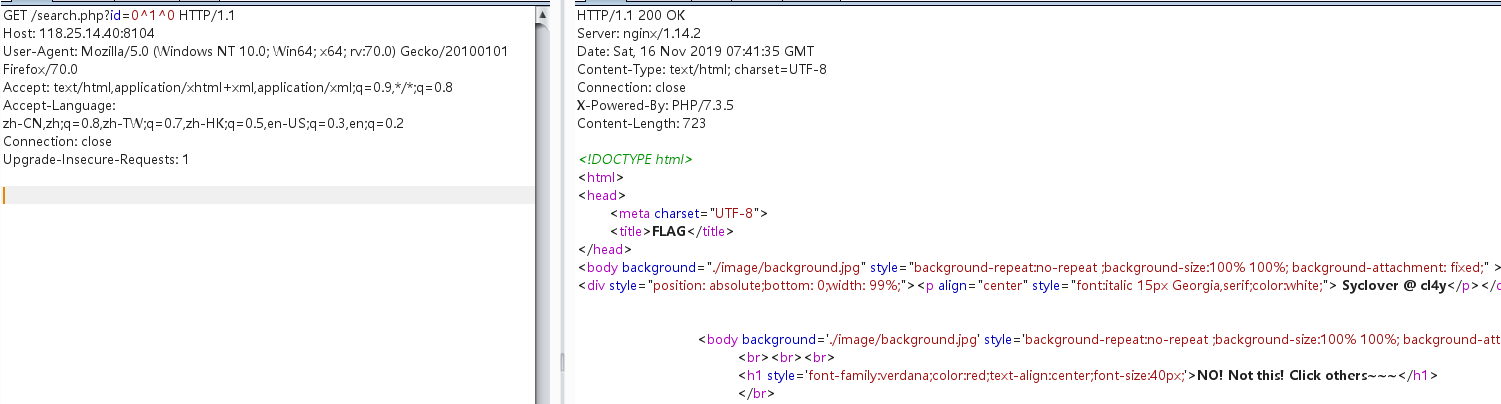 GET /search.php?id=0^1^0 HTTP/1.1
Host: 118.25.14.40:8104
User-Agent: Mozilla/5.0 (Windows NT 10.0; Win64; x64; rv:70.0) Gecko/20100101
Firefox/70.0
Accept: text/html,application/xhtml+xml,application/xml;q=0.9,*/*;q=0.8
Accept-Language:
zh-CN,zh;q=0.8,zh-TW;q=0.7,zh-HK;q=0.5,en-US;q=0.3,en;q=0.2
Connection: close
Upgrade-Insecure-Requests: 1
HTTP/1.1 200 OK
Server: nginx/1.14.2
Date: Sat, 16 Nov 2019 07:41:35 GMT
Content-Type: text/html; charset=UTF-8
Connection: close
X-Powered-By: PHP/7.3.5
Content-Length: 723
<!DOCTYPE html>
<html>
<head>
<meta charset="UTF-8">
<title>FLAG</title>
</head>
<body background="./image/background.jpg" style="background-repeat:no-repeat ;background-size:100% 100%; background-attachment: fixed;" >
<div style="position: absolute;bottom: 0;width: 99%;"><p align="center" style="font:italic 15px Georgia,serif;color:white;"> Syclover @ cl4y</p></
<body background='./image/background.jpg' style='background-repeat:no-repeat ;background-size:100% 100%; background-att
<br><br><br>
<h1 style='font-family:verdana;color:red;text-align:center;font-size:40px;'>NO! Not this! Click others~~~</h1>
</br>